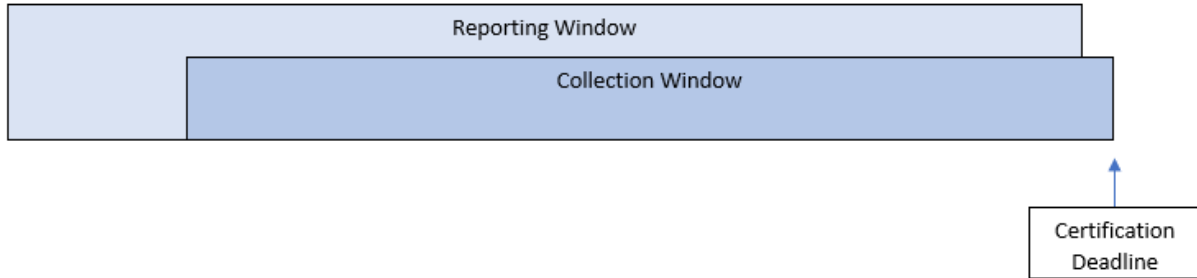 Reporting Window
Collection Window
Certification
Deadline